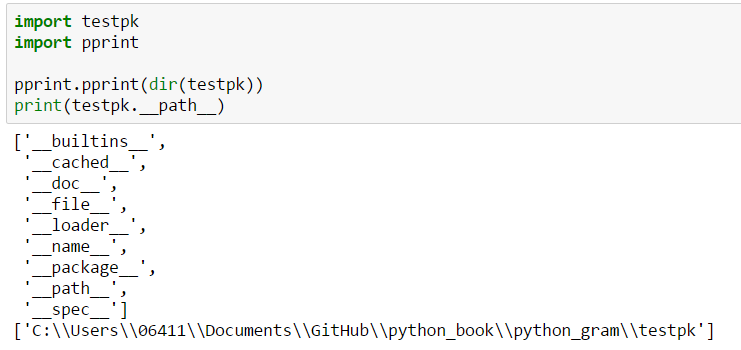 import testpk
import pprint
pprint.pprint(dir(testpk))
print(testpk.__path__)
['__builtins__',
 '__cached__',
 '__doc__',
 '__file__',
 '__loader__',
 '__name__',
 '__package__',
 '__path__',
 '__spec__']
['C:\\Users\\06411\\Documents\\GitHub\\python_book\\python_gram\\testpk']